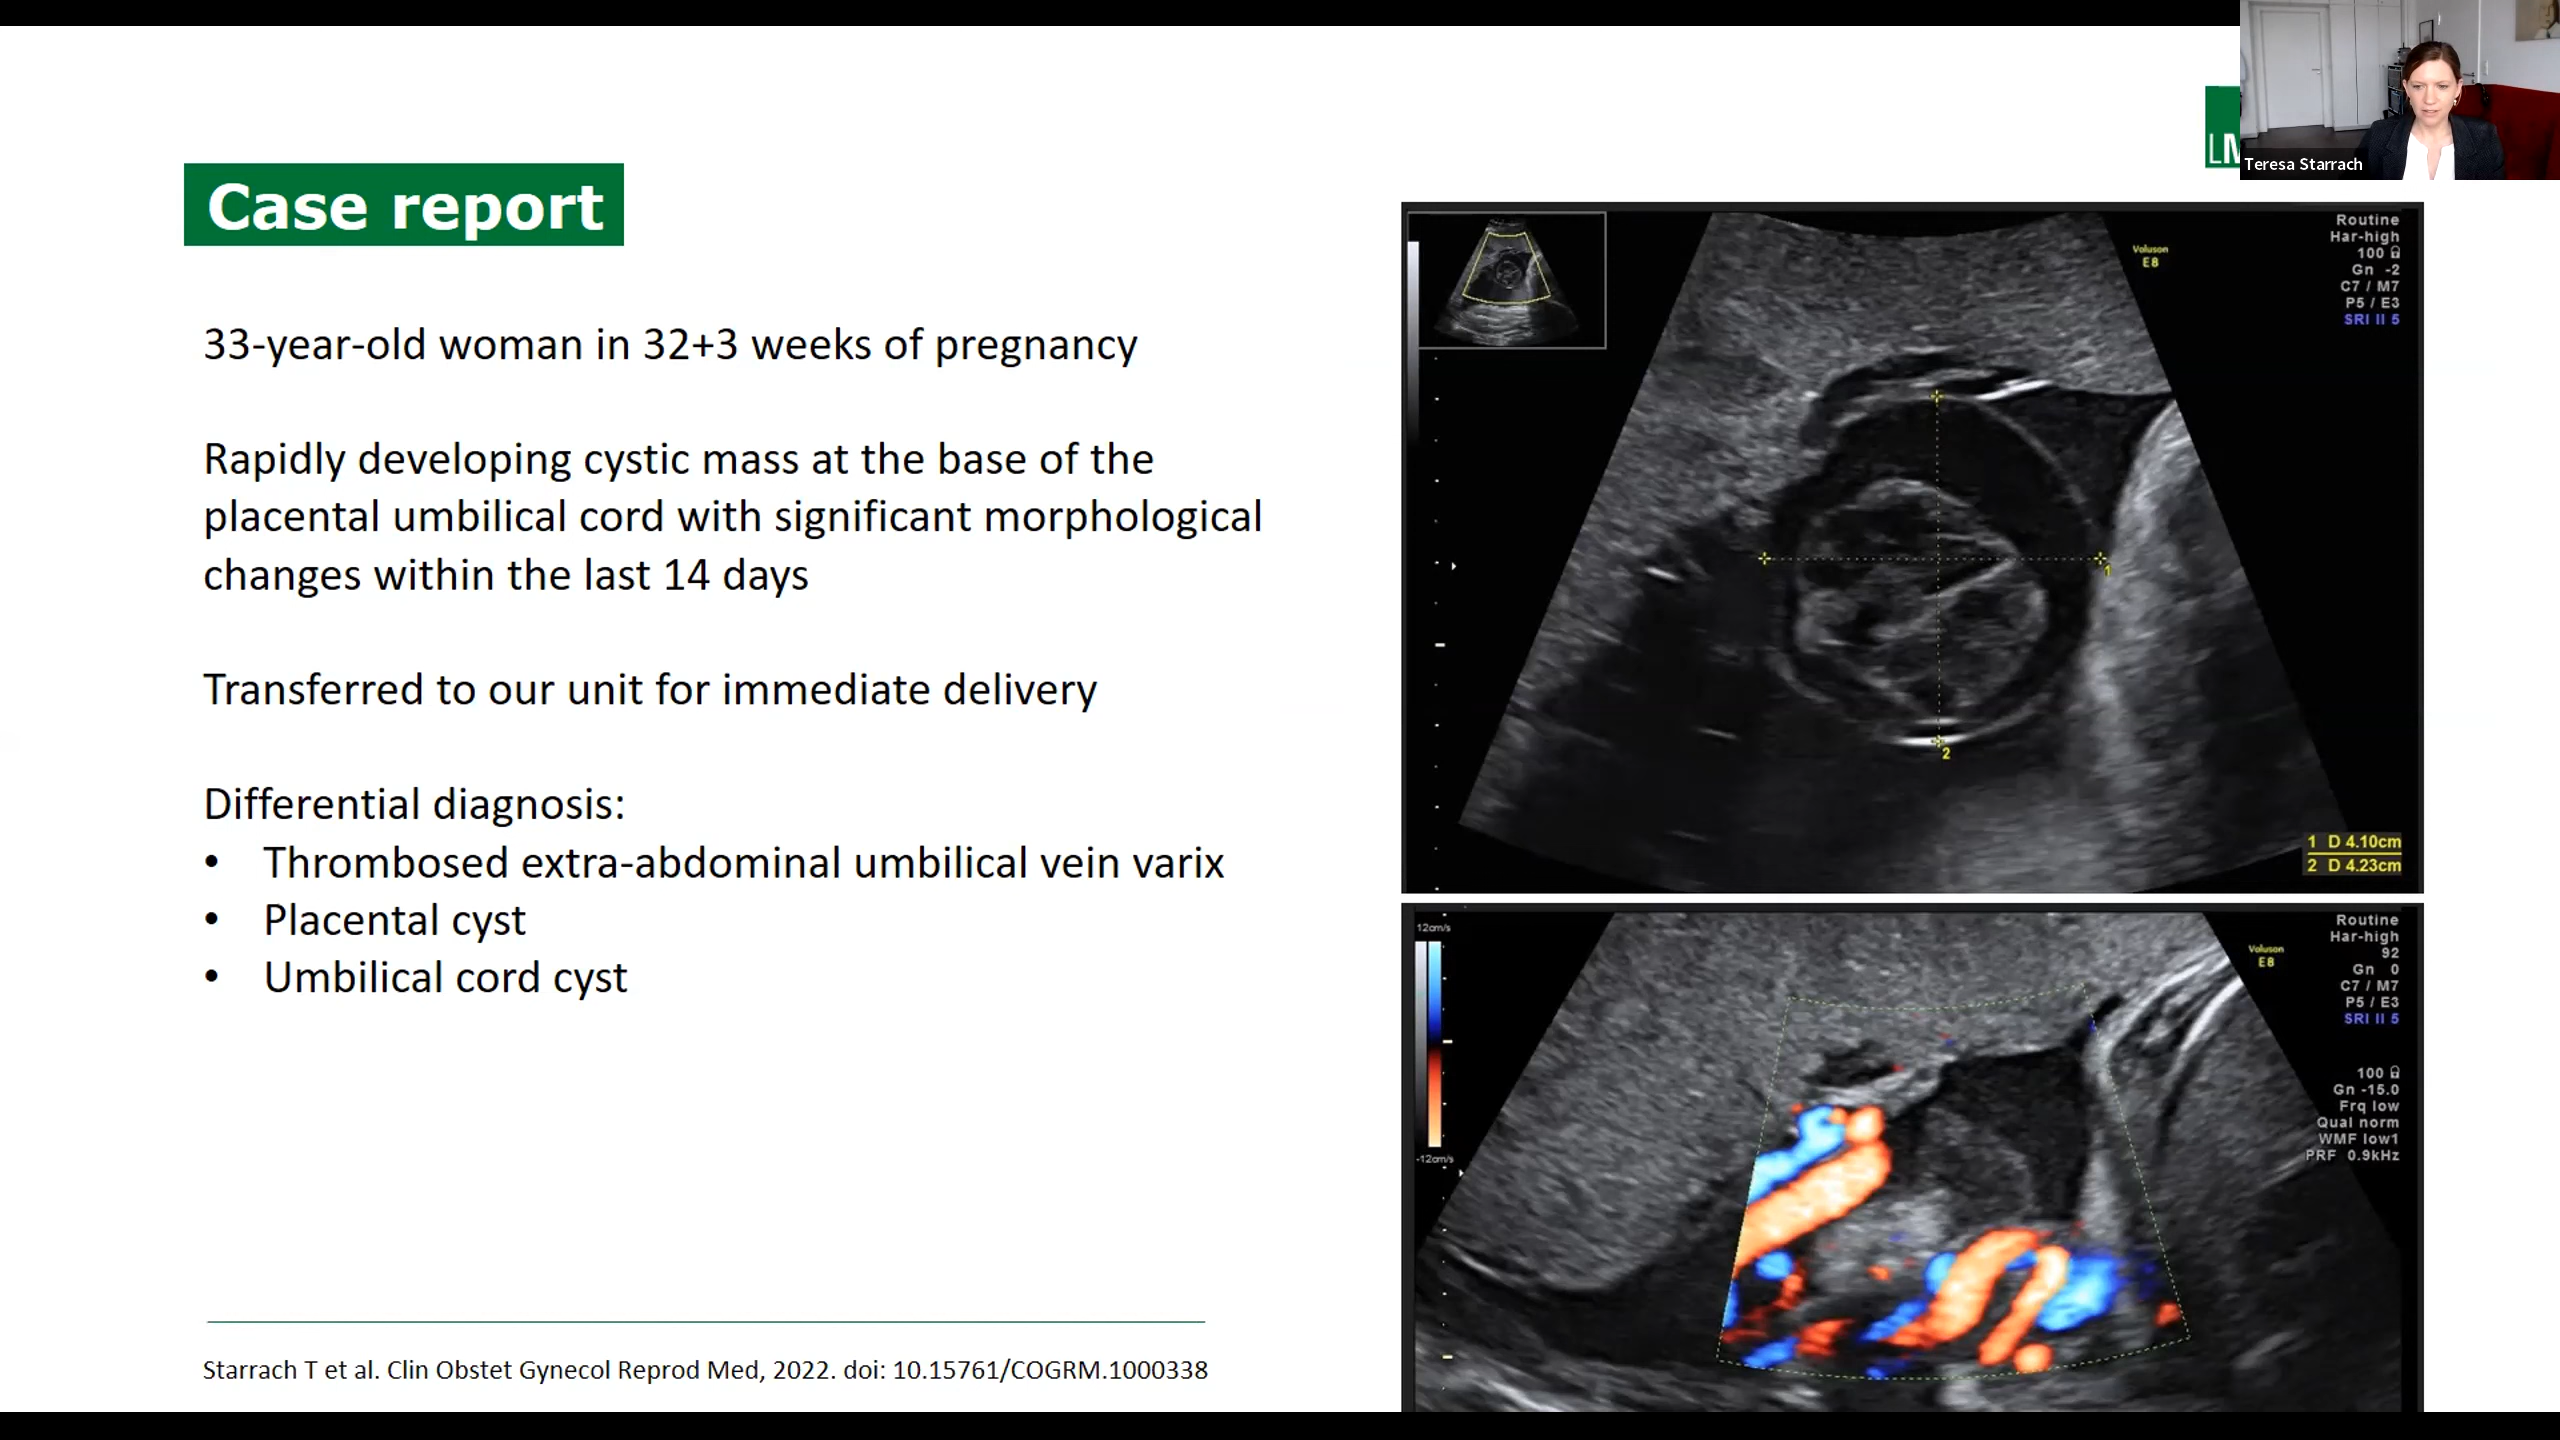 Case report
33-year-old woman in 32+3 weeks of pregnancy
Rapidly developing cystic mass at the base of the
placental umbilical cord with significant morphological
changes within the last 14 days
Transferred to our unit for immediate delivery
Differential diagnosis:
• Thrombosed extra-abdominal umbilical vein varix
• Placental cyst
• Umbilical cord cyst
Starrach T et al. Clin Obstet Gynecol Reprod Med, 2022. doi: 10.15761/COGRM.1000338
Teresa Starrach
Voluson
E8
Routine
Har-high
100
Gn -2
C7 / M7
P5 / E3
SRI II 5
1
2
1 D 4.10cm
2 D 4.23cm
12cm/s
-12cm/s
Voluson
E8
Routine
Har-high
92
Gn 0
C7 / M7
P5 / E3
SRI II 5
100
Gn -15.0
Frq low
Qual norm
WMF low1
PRF 0.9kHz